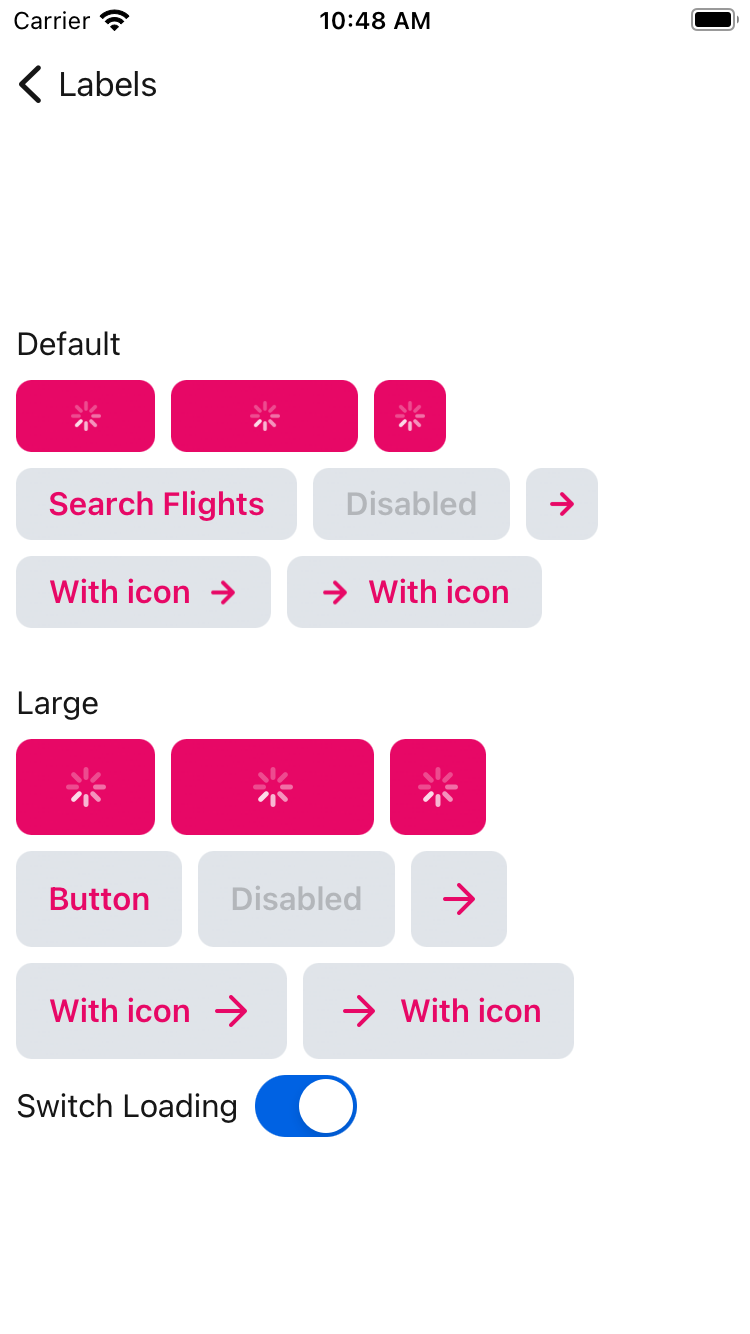 Carrier 10:48 AM
Labels
Default
Search Flights Disabled
With icon With icon
Large
Button Disabled
With icon With icon
Switch Loading